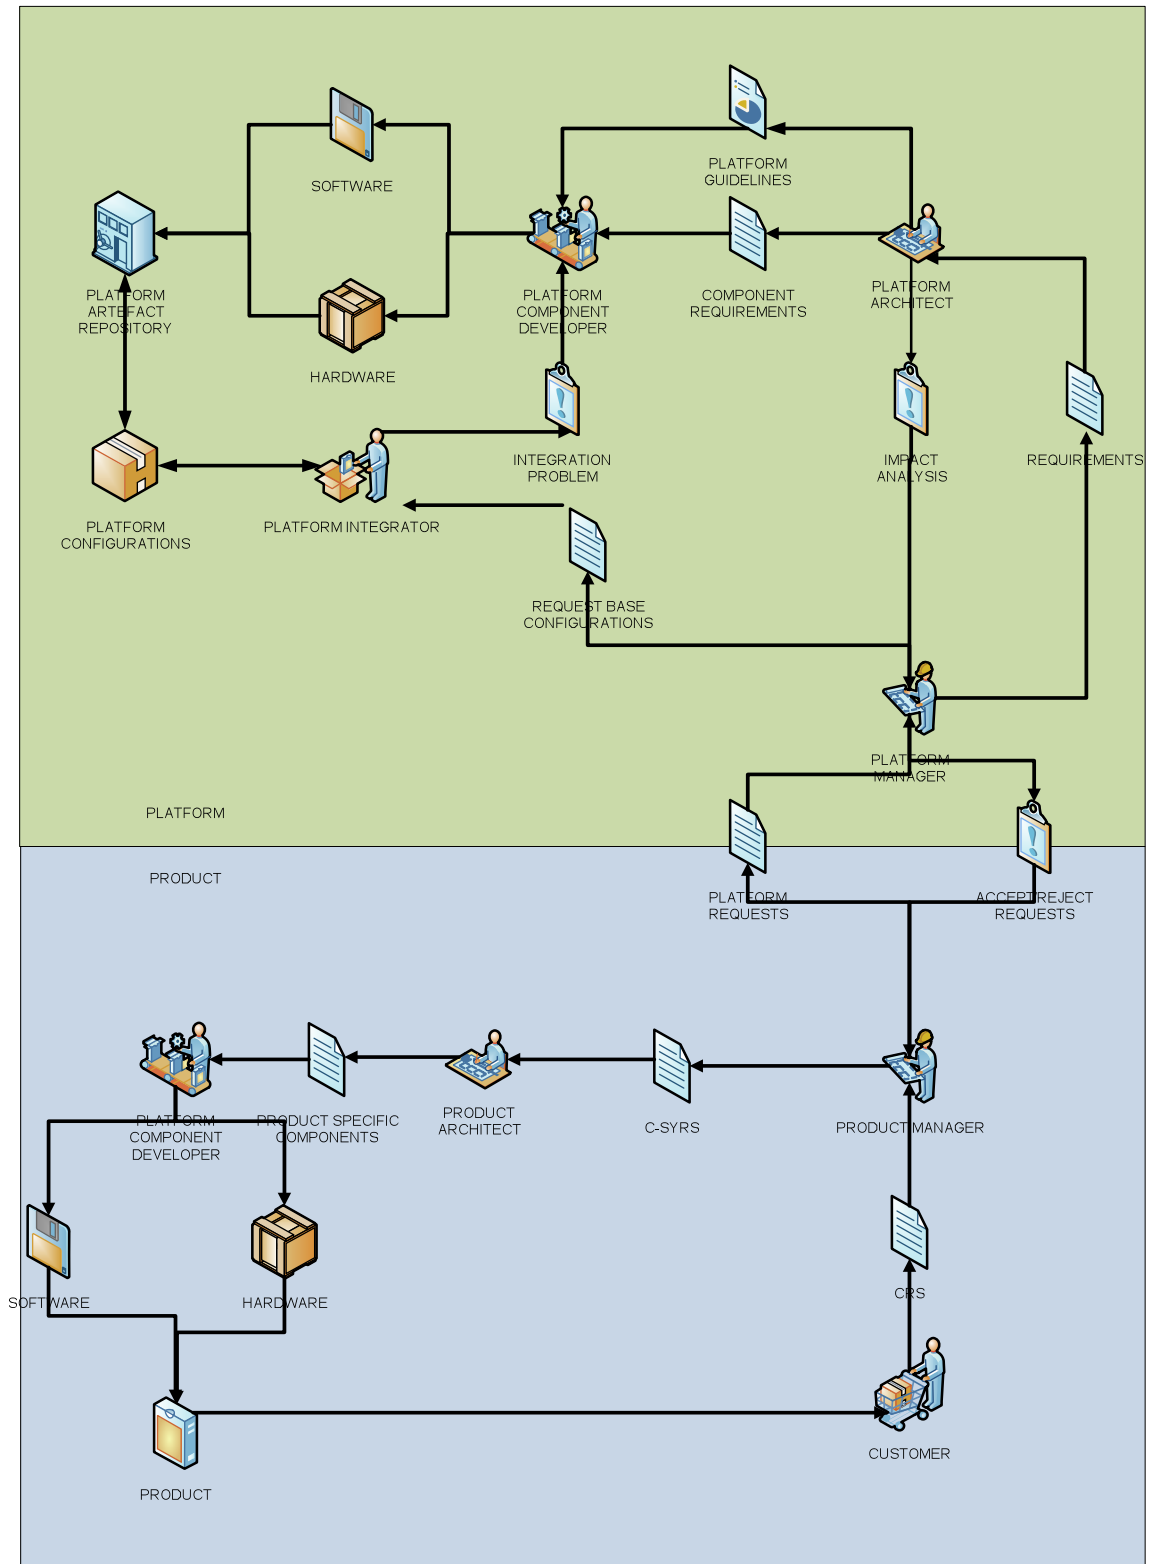 PLATFORM
GUIDELINES
SOFTWARE
PLATFORM
ARTEFACT
REPOSITORY
PLATFORM
COMPONENT
DEVELOPER
COMPONENT
REQUIREMENTS
PLATFORM
ARCHITECT
HARDWARE
INTEGRATION
PROBLEM
IMPACT
ANALYSIS
REQUIREMENTS
PLATFORM
CONFIGURATIONS
PLATFORM INTEGRATOR
REQUEST BASE
CONFIGURATIONS
PLATFORM
MANAGER
PLATFORM
PRODUCT
PLATFORM
REQUESTS
ACCEPT/REJECT
REQUESTS
PLATFORM
COMPONENT
DEVELOPER
PRODUCT SPECIFIC
COMPONENTS
PRODUCT
ARCHITECT
C-SYRS
PRODUCT MANAGER
SOFTWARE
HARDWARE
CRS
CUSTOMER
PRODUCT